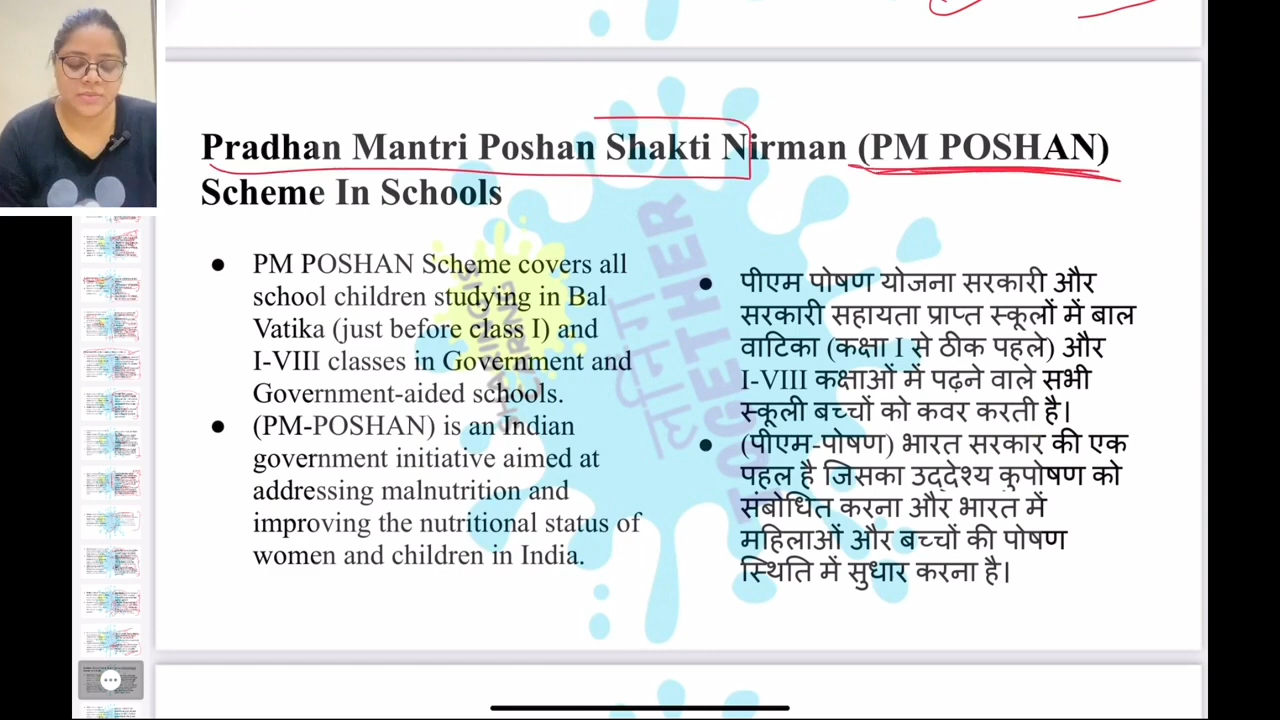 Pradhan Mantri Poshan Shakti Nirman (PM POSHAN)
Scheme In Schools
● PM POSHAN Scheme covers all
school children studying in Bal
Vatika (just before class I) and
I-VIII classes in Government and
Government-aided schools.
● (PM-POSHAN) is an Indian
government initiative aimed at
addressing malnutrition and
improving the nutritional status of
women and children in India.
● पीएम पोषण योजना सरकारी और
सरकारी सहायता प्राप्त स्कूलों में बाल
वाटिका (कक्षा I से ठीक पहले) और
I-VIII कक्षाओं में पढ़ने वाले सभी
स्कूली बच्चों को कवर करती है।
● (पीएम-पोषण) भारत सरकार की एक
पहल है जिसका उद्देश्य कुपोषण को
संबोधित करना और भारत में
महिलाओं और बच्चों की पोषण
स्थिति में सुधार करना है।